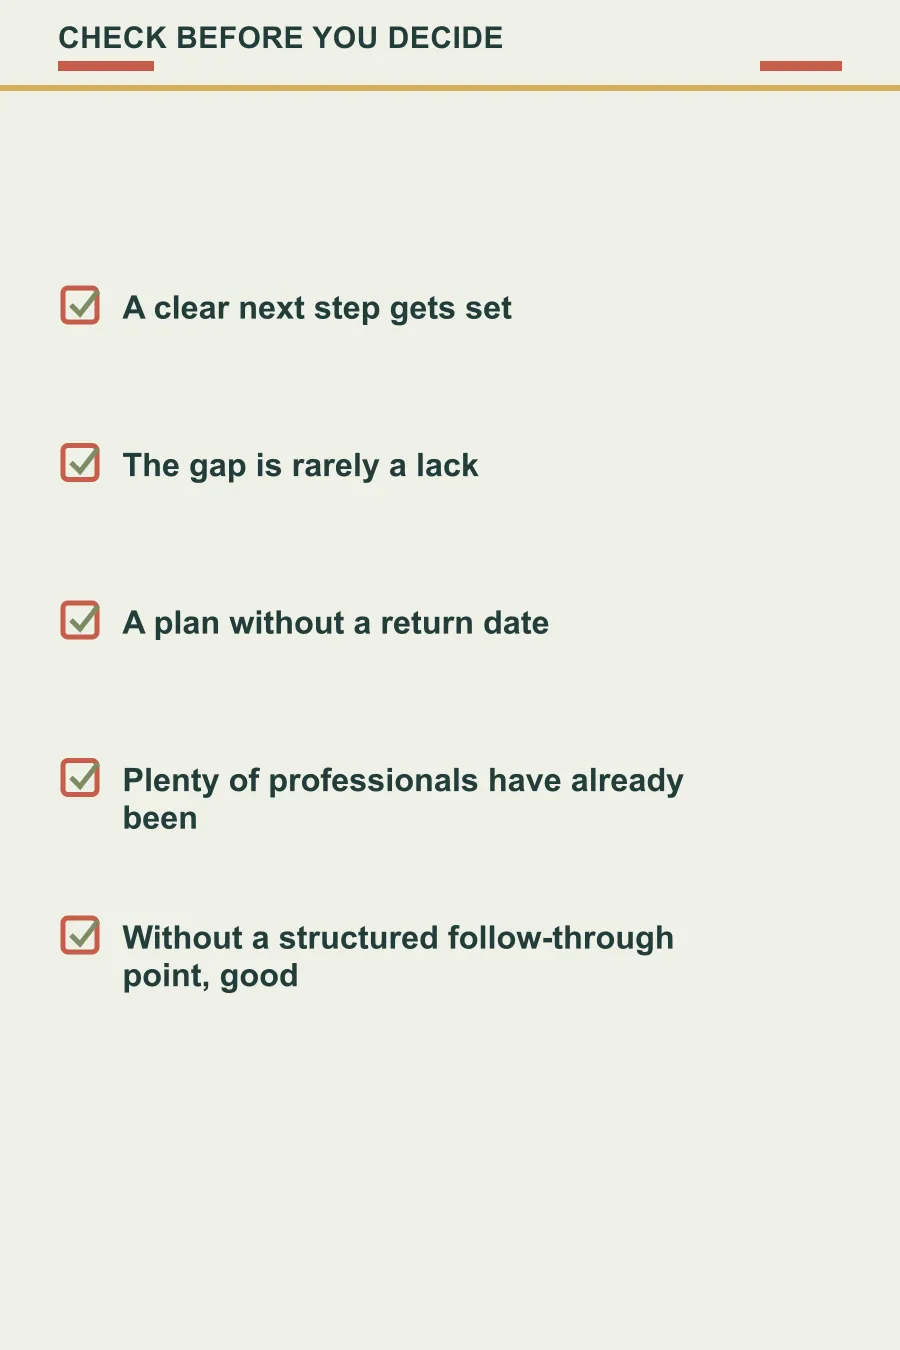 CHECK BEFORE YOU DECIDE
A clear next step gets set
The gap is rarely a lack
A plan without a return date
Plenty of professionals have already
been
Without a structured follow-through
point, good